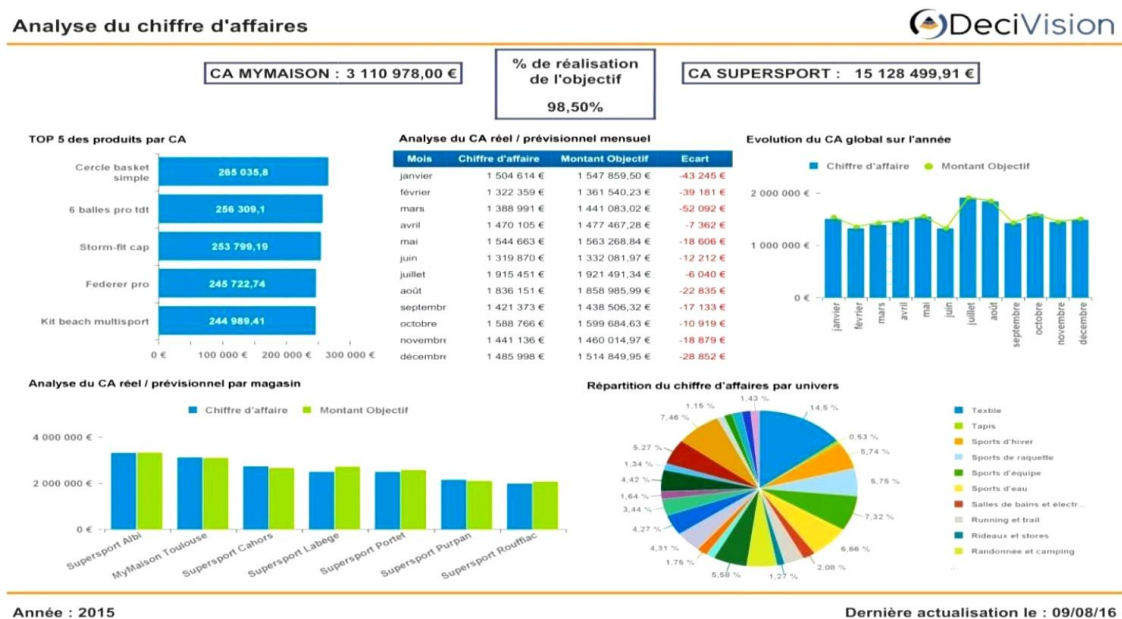 Analyse du chiffre d'affaires
DeciVision
CA MYMAISON : 3 110 978,00 €
% de réalisation
de l'objectif
98,50%
CA SUPERSPORT : 15 128 499,91 €
TOP 5 des produits par CA
Cercle basket
simple
265 035,8
6 balles pro tdt
256 309,1
Storm-fit cap
253 799,19
Federer pro
245 722,74
Kit beach multisport
244 989,41
0 € 100 000 € 200 000 € 300 000 €
Analyse du CA réel / prévisionnel mensuel
Mois Chiffre d'affaire Montant Objectif Ecart
janvier 1 504 614 € 1 547 859,50 € -43 245 €
février 1 322 359 € 1 361 540,23 € -39 181 €
mars 1 388 991 € 1 441 083,02 € -52 092 €
avril 1 470 105 € 1 477 467,28 € -7 362 €
mai 1 544 663 € 1 563 268,84 € -18 606 €
juin 1 319 870 € 1 332 081,97 € -12 212 €
juillet 1 915 451 € 1 921 491,34 € -6 040 €
août 1 836 151 € 1 858 985,99 € -22 835 €
septembr 1 421 373 € 1 438 506,32 € -17 133 €
octobre 1 588 766 € 1 599 684,63 € -10 919 €
novembre 1 441 136 € 1 460 014,97 € -18 879 €
décembre 1 485 998 € 1 514 849,95 € -28 852 €
Evolution du CA global sur l'année
Chiffre d'affaire Montant Objectif
2 000 000 €
1 000 000 €
0 €
janvier
février
mars
avril
mai
juin
juillet
août
septembre
octobre
novembre
décembre
Analyse du CA réel / prévisionnel par magasin
Chiffre d'affaire Montant Objectif
4 000 000 €
2 000 000 €
0 €
Supersport Albi
MyMaison Toulouse
Supersport Cahors
Supersport Labège
Supersport Portet
Supersport Purpan
Supersport Rouffiac
Répartition du chiffre d'affaires par univers
14,5 %
0,53 %
5,74 %
6,75 %
7,32 %
6,66 %
2,08 %
1,27 %
5,58 %
1,75 %
4,31 %
4,27 %
3,44 %
1,64 %
4,42 %
1,34 %
5,27 %
7,46 %
1,15 %
1,43 %
Textile
Tapis
Sports d'hiver
Sports de raquette
Sports d'équipe
Sports d'eau
Salles de bains et électr...
Running et trail
Rideaux et stores
Randonnée et camping
...
Année : 2015
Dernière actualisation le : 09/08/16